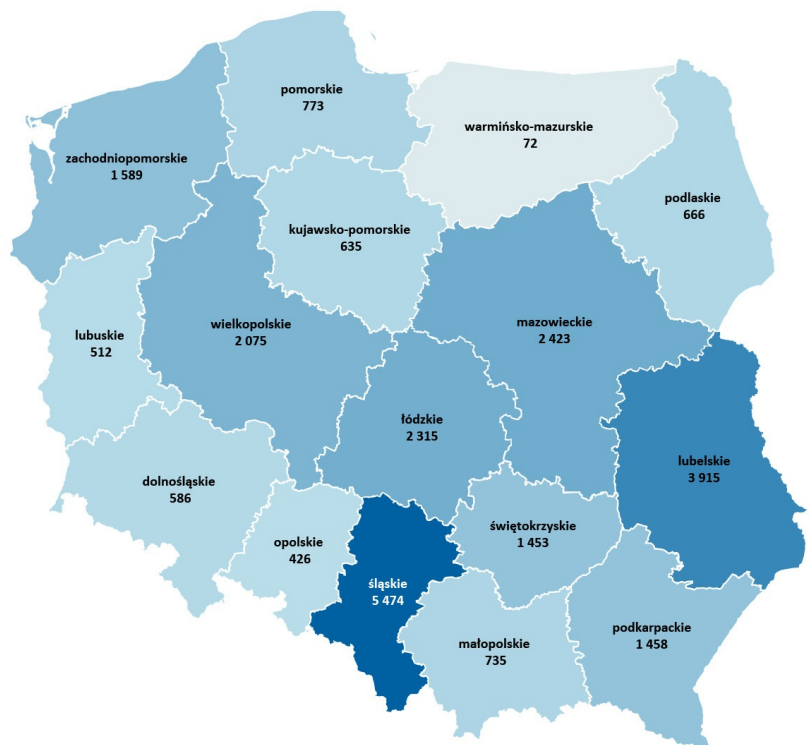 pomorskie
773
warmińsko-mazurskie
72
zachodniopomorskie
1 589
podlaskie
666
kujawsko-pomorskie
635
wielkopolskie
2 075
mazowieckie
2 423
lubuskie
512
łódzkie
2 315
lubelskie
3 915
dolnośląskie
586
świętokrzyskie
1 453
opolskie
426
śląskie
5 474
podkarpackie
1 458
małopolskie
735